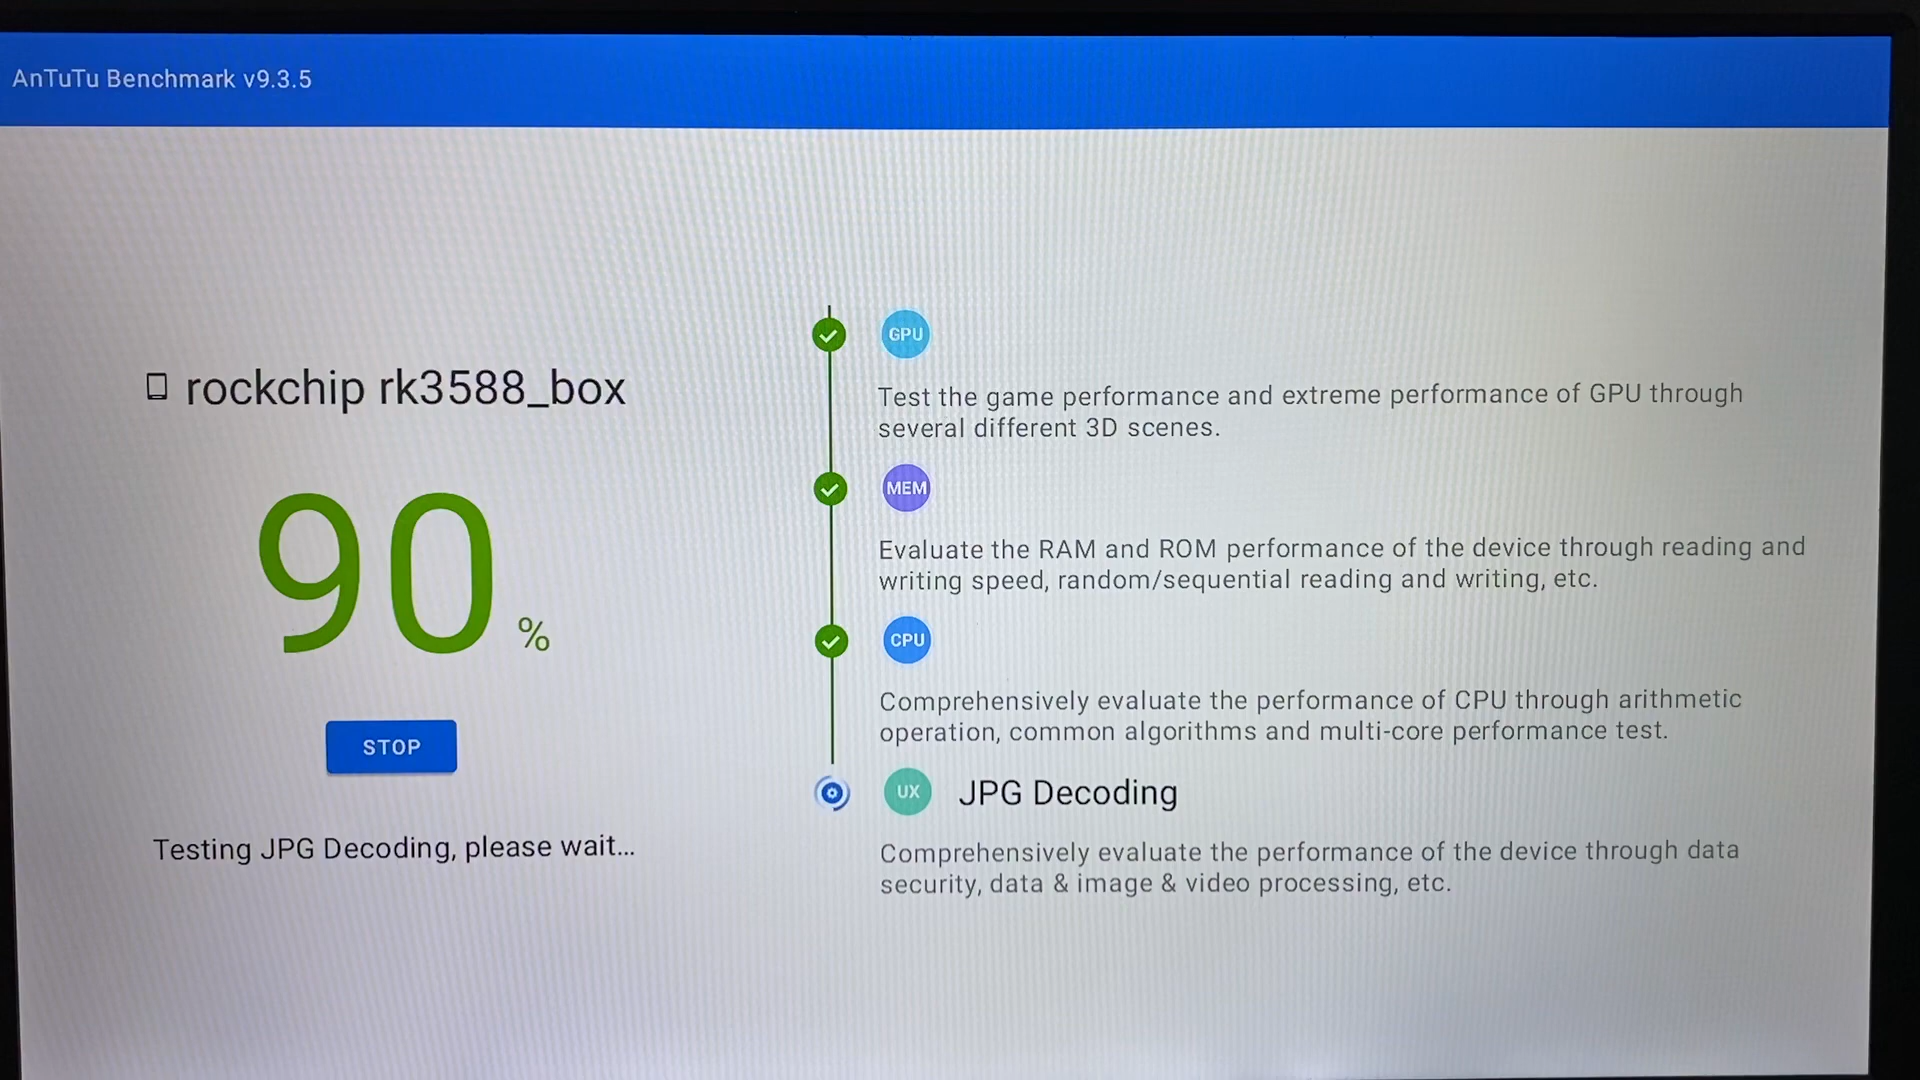 AnTuTu Benchmark v9.3.5
rockchip rk3588_box
90 %
STOP
Testing JPG Decoding, please wait...
GPU
Test the game performance and extreme performance of GPU through
several different 3D scenes.
MEM
Evaluate the RAM and ROM performance of the device through reading and
writing speed, random/sequential reading and writing, etc.
CPU
Comprehensively evaluate the performance of CPU through arithmetic
operation, common algorithms and multi-core performance test.
UX JPG Decoding
Comprehensively evaluate the performance of the device through data
security, data & image & video processing, etc.